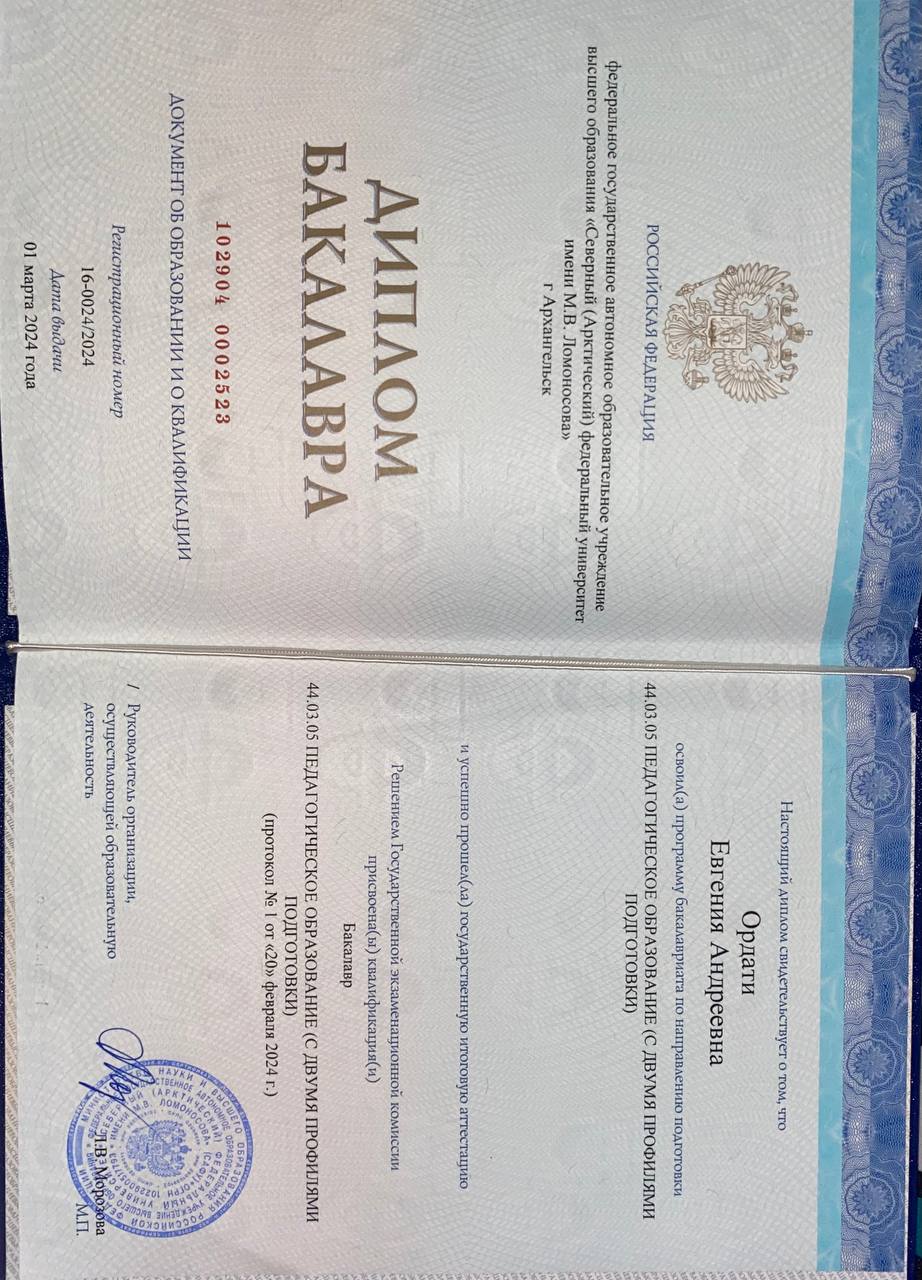 РОССИЙСКАЯ ФЕДЕРАЦИЯ
федеральное государственное автономное образовательное учреждение
высшего образования «Северный (Арктический) федеральный университет
имени М.В. Ломоносова»
г Архангельск
ДИПЛОМ
БАКАЛАВРА
102904 0002523
ДОКУМЕНТ ОБ ОБРАЗОВАНИИ И О КВАЛИФИКАЦИИ
Регистрационный номер
16-0024/2024
Дата выдачи
01 марта 2024 года
Настоящий диплом свидетельствует о том, что
Ордати
Евгения Андреевна
освоил(а) программу бакалавриата по направлению подготовки
44.03.05 ПЕДАГОГИЧЕСКОЕ ОБРАЗОВАНИЕ (С ДВУМЯ ПРОФИЛЯМИ
ПОДГОТОВКИ)
и успешно прошел(ла) государственную итоговую аттестацию
Решением Государственной экзаменационной комиссии
присвоена(ы) квалификация(и)
Бакалавр
44.03.05 ПЕДАГОГИЧЕСКОЕ ОБРАЗОВАНИЕ (С ДВУМЯ ПРОФИЛЯМИ
ПОДГОТОВКИ)
(протокол № 1 от «20» февраля 2024 г.)
/ Руководитель организации,
осуществляющей образовательную
деятельность
Л.В. Морозова
М.П.